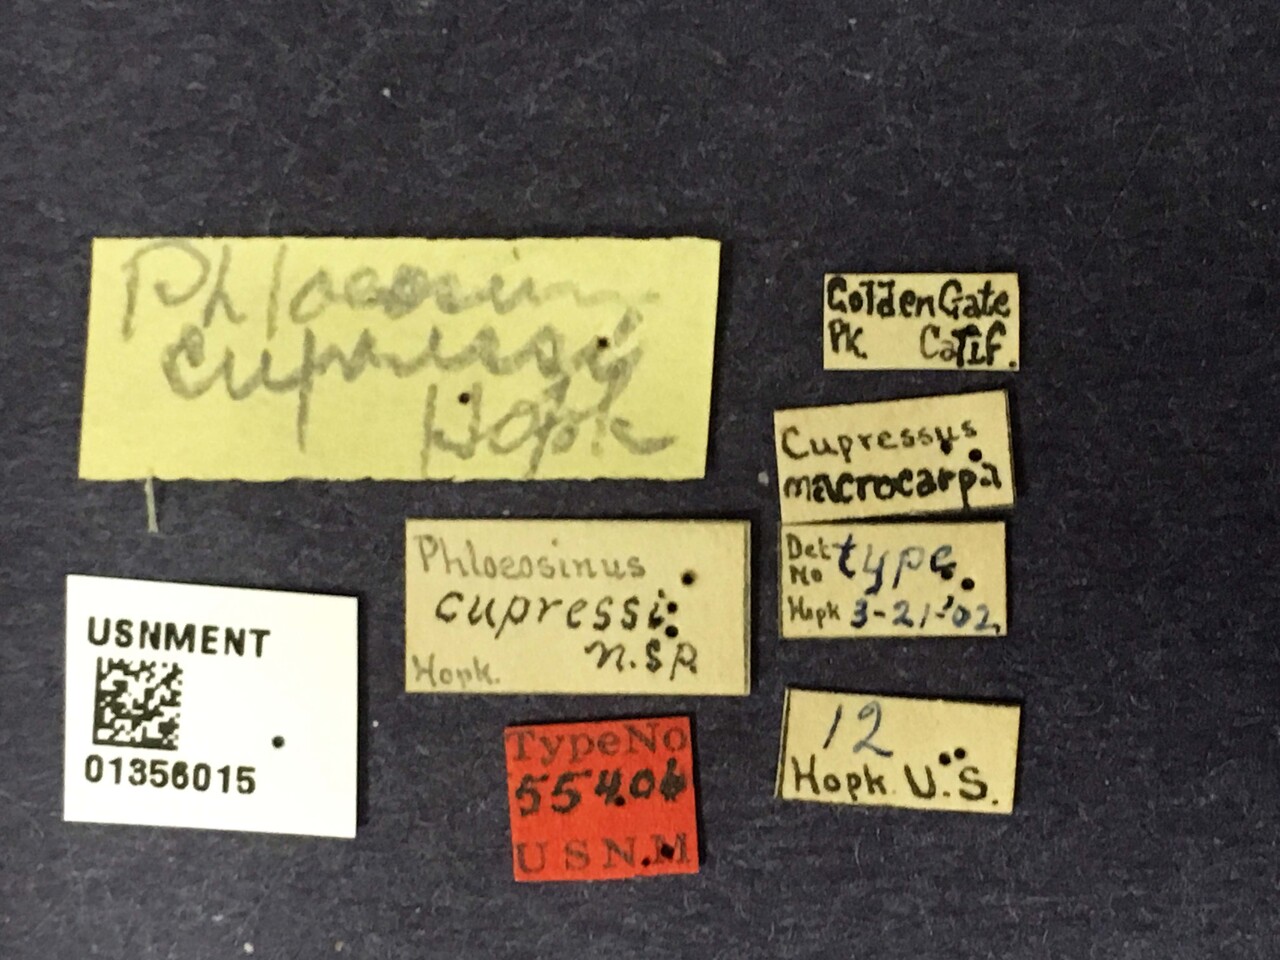 Phloeosinus
cupressi
Hopk
Golden Gate
Pk Calif.
Cupressus
macrocarpa
Det type
No
Hopk 3-21-'02,
Phloeosinus
cupressi
n.sp.
Hopk.
12
Hopk. U.S.
Type No
55406
U S N.M
USNMENT
01356015